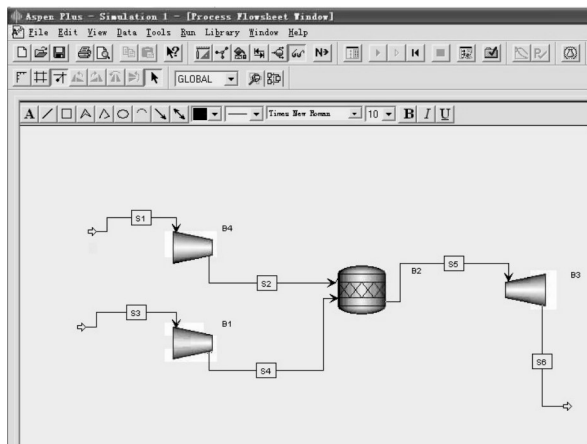 Aspen Plus - Simulation 1 - [Process Flowsheet Window]
File Edit View Data Tools Run Library Window Help
N>
GLOBAL
A Times New Roman 10 B I U
S1
B4
S2
S3
B1
S4
B2
S5
B3
S6